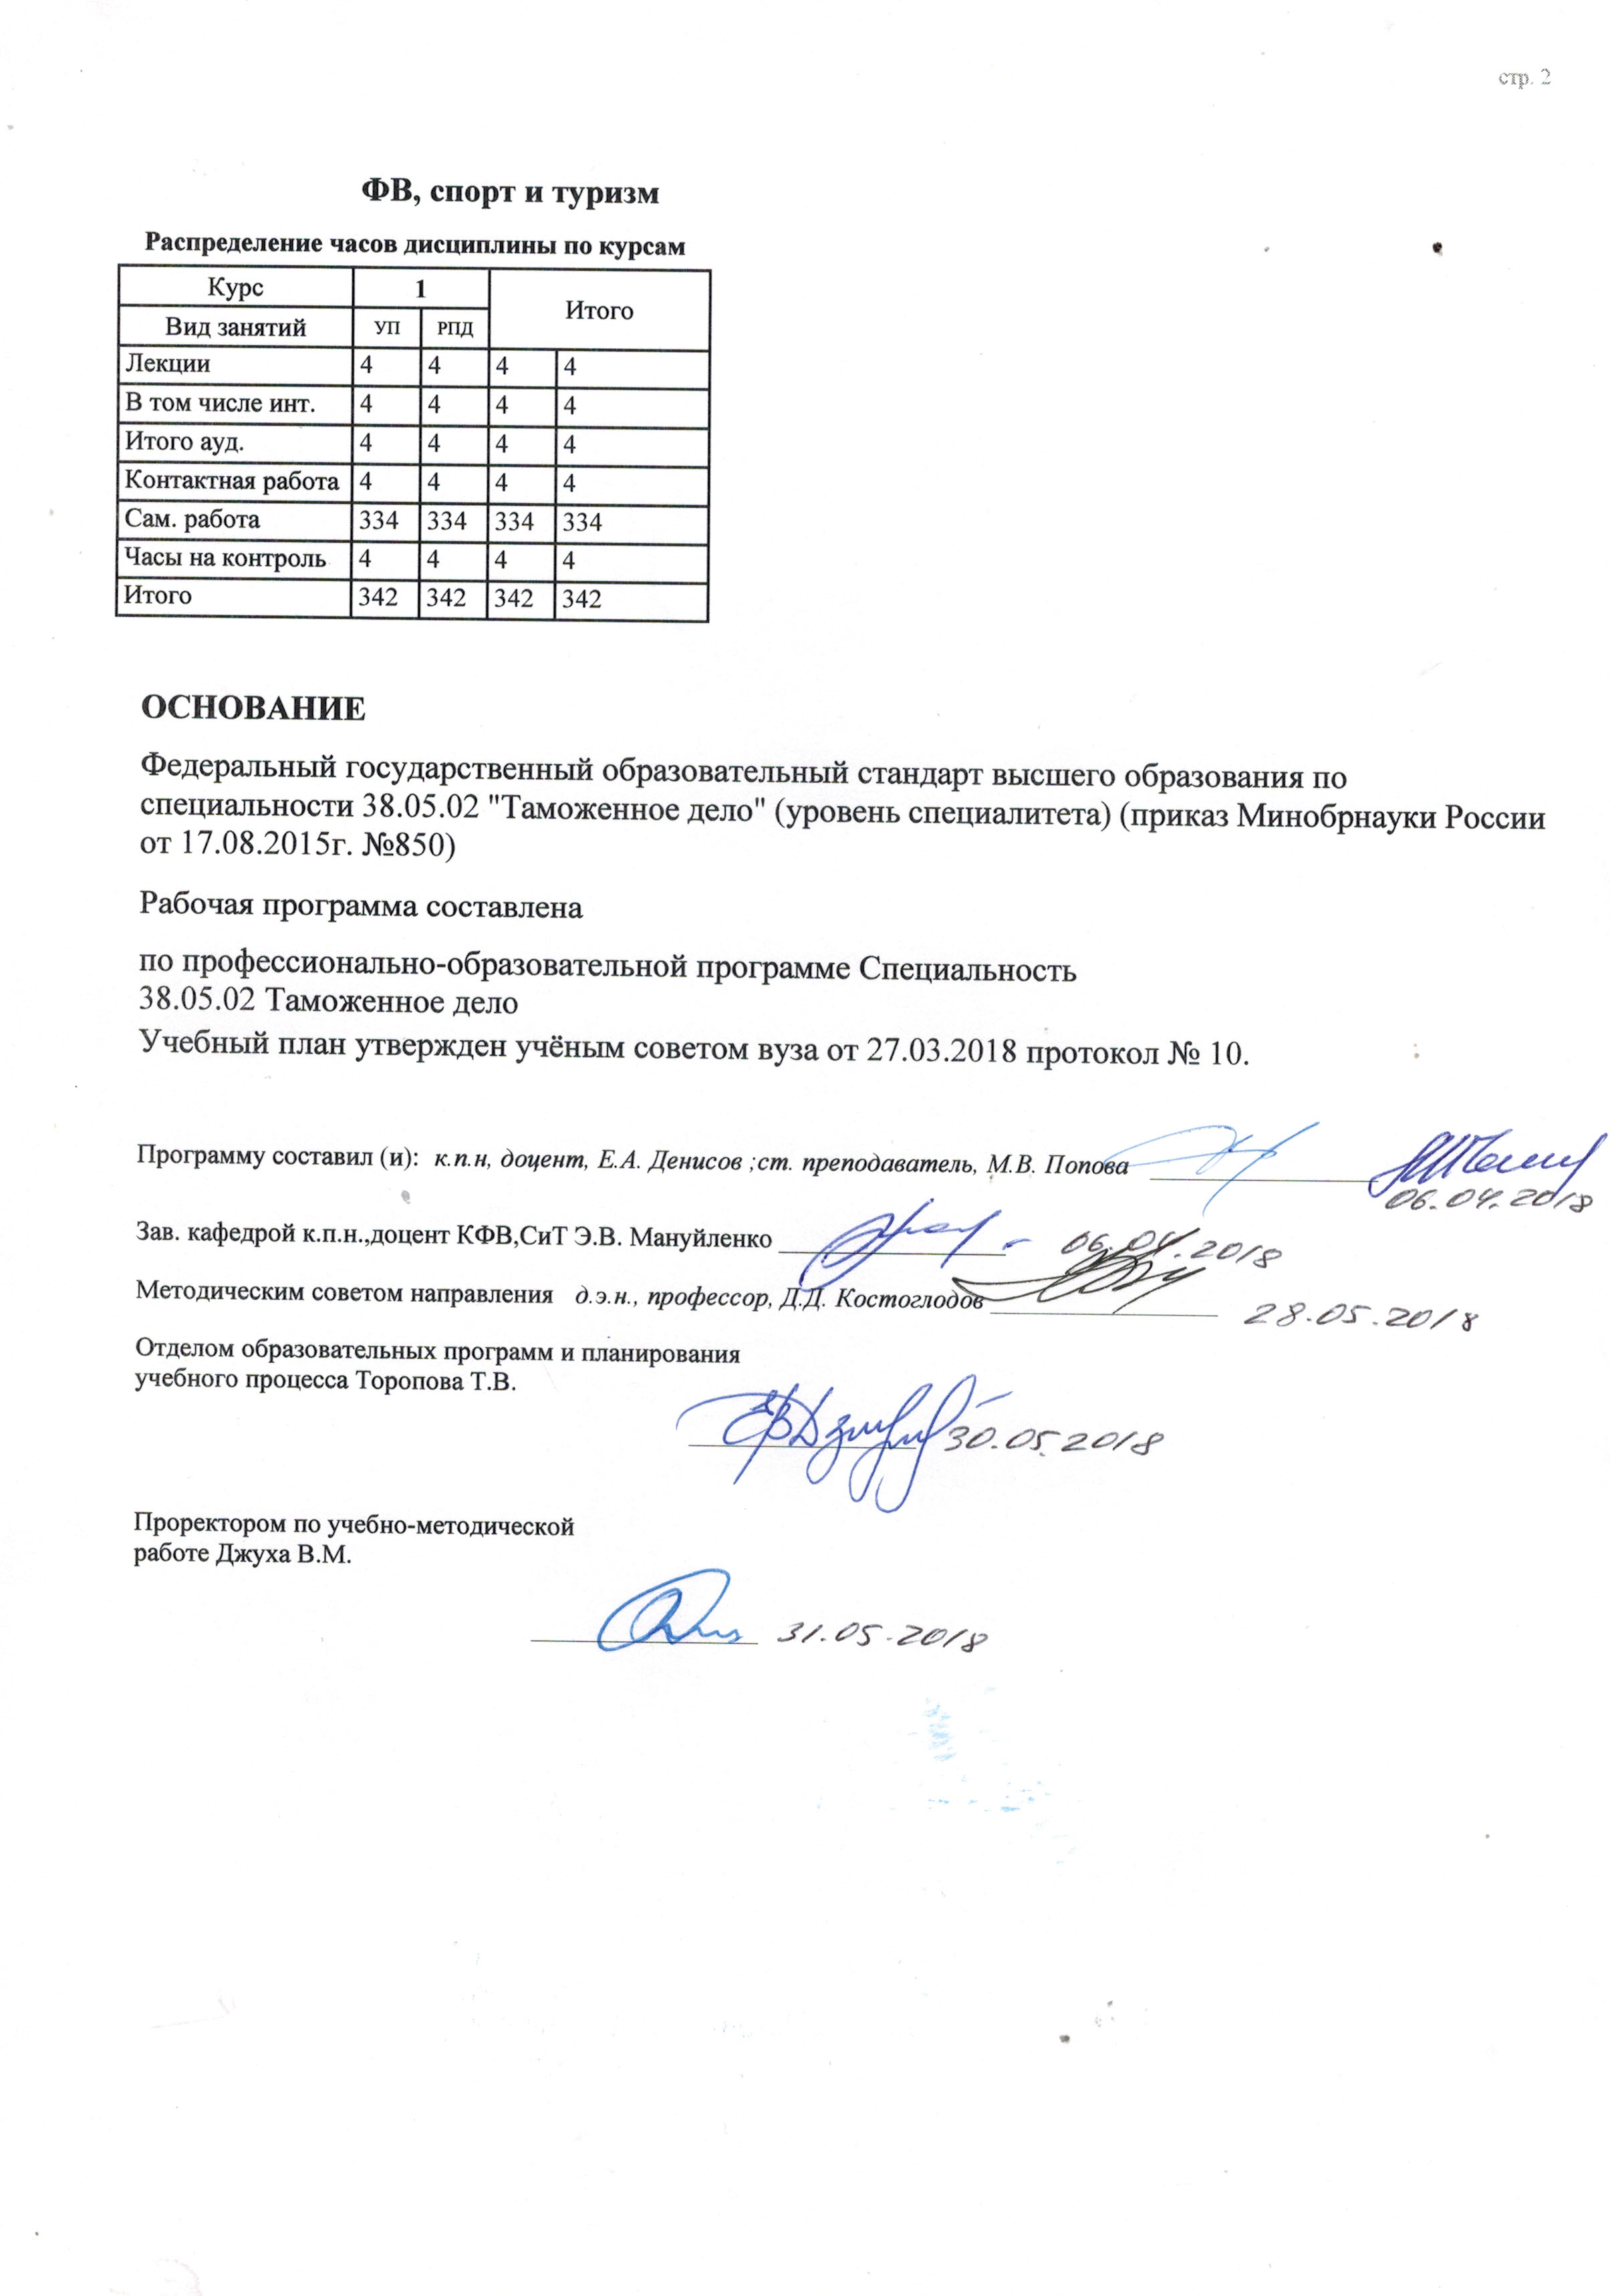 стр. 2
ФВ, спорт и туризм
Распределение часов дисциплины по курсам
Курс 1 Итого
Вид занятий УП РПД
Лекции 4 4 4 4
В том числе инт. 4 4 4 4
Итого ауд. 4 4 4 4
Контактная работа 4 4 4 4
Сам. работа 334 334 334 334
Часы на контроль 4 4 4 4
Итого 342 342 342 342
ОСНОВАНИЕ
Федеральный государственный образовательный стандарт высшего образования по
специальности 38.05.02 "Таможенное дело" (уровень специалитета) (приказ Минобрнауки России
от 17.08.2015г. №850)
Рабочая программа составлена
по профессионально-образовательной программе Специальность
38.05.02 Таможенное дело
Учебный план утвержден учёным советом вуза от 27.03.2018 протокол № 10.
Программу составил (и): к.п.н, доцент, Е.А. Денисов ;ст. преподаватель, М.В. Попова
06.04.2018
Зав. кафедрой к.п.н.,доцент КФВ,СиТ Э.В. Мануйленко 06.04.2018
Методическим советом направления д.э.н., профессор, Д.Д. Костоглодов 28.05.2018
Отделом образовательных программ и планирования
учебного процесса Торопова Т.В.
30.05.2018
Проректором по учебно-методической
работе Джуха В.М.
31.05.2018